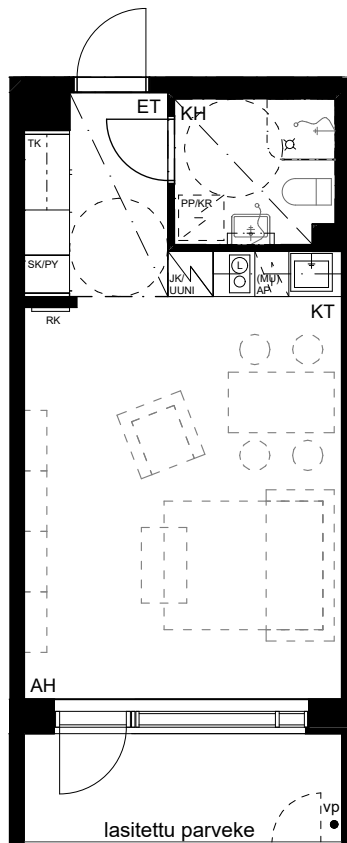 ET
KH
TK
PP/KR
SK/PY
JK/
UUNI
L
(MU)
AP
KT
RK
AH
vp
lasitettu parveke